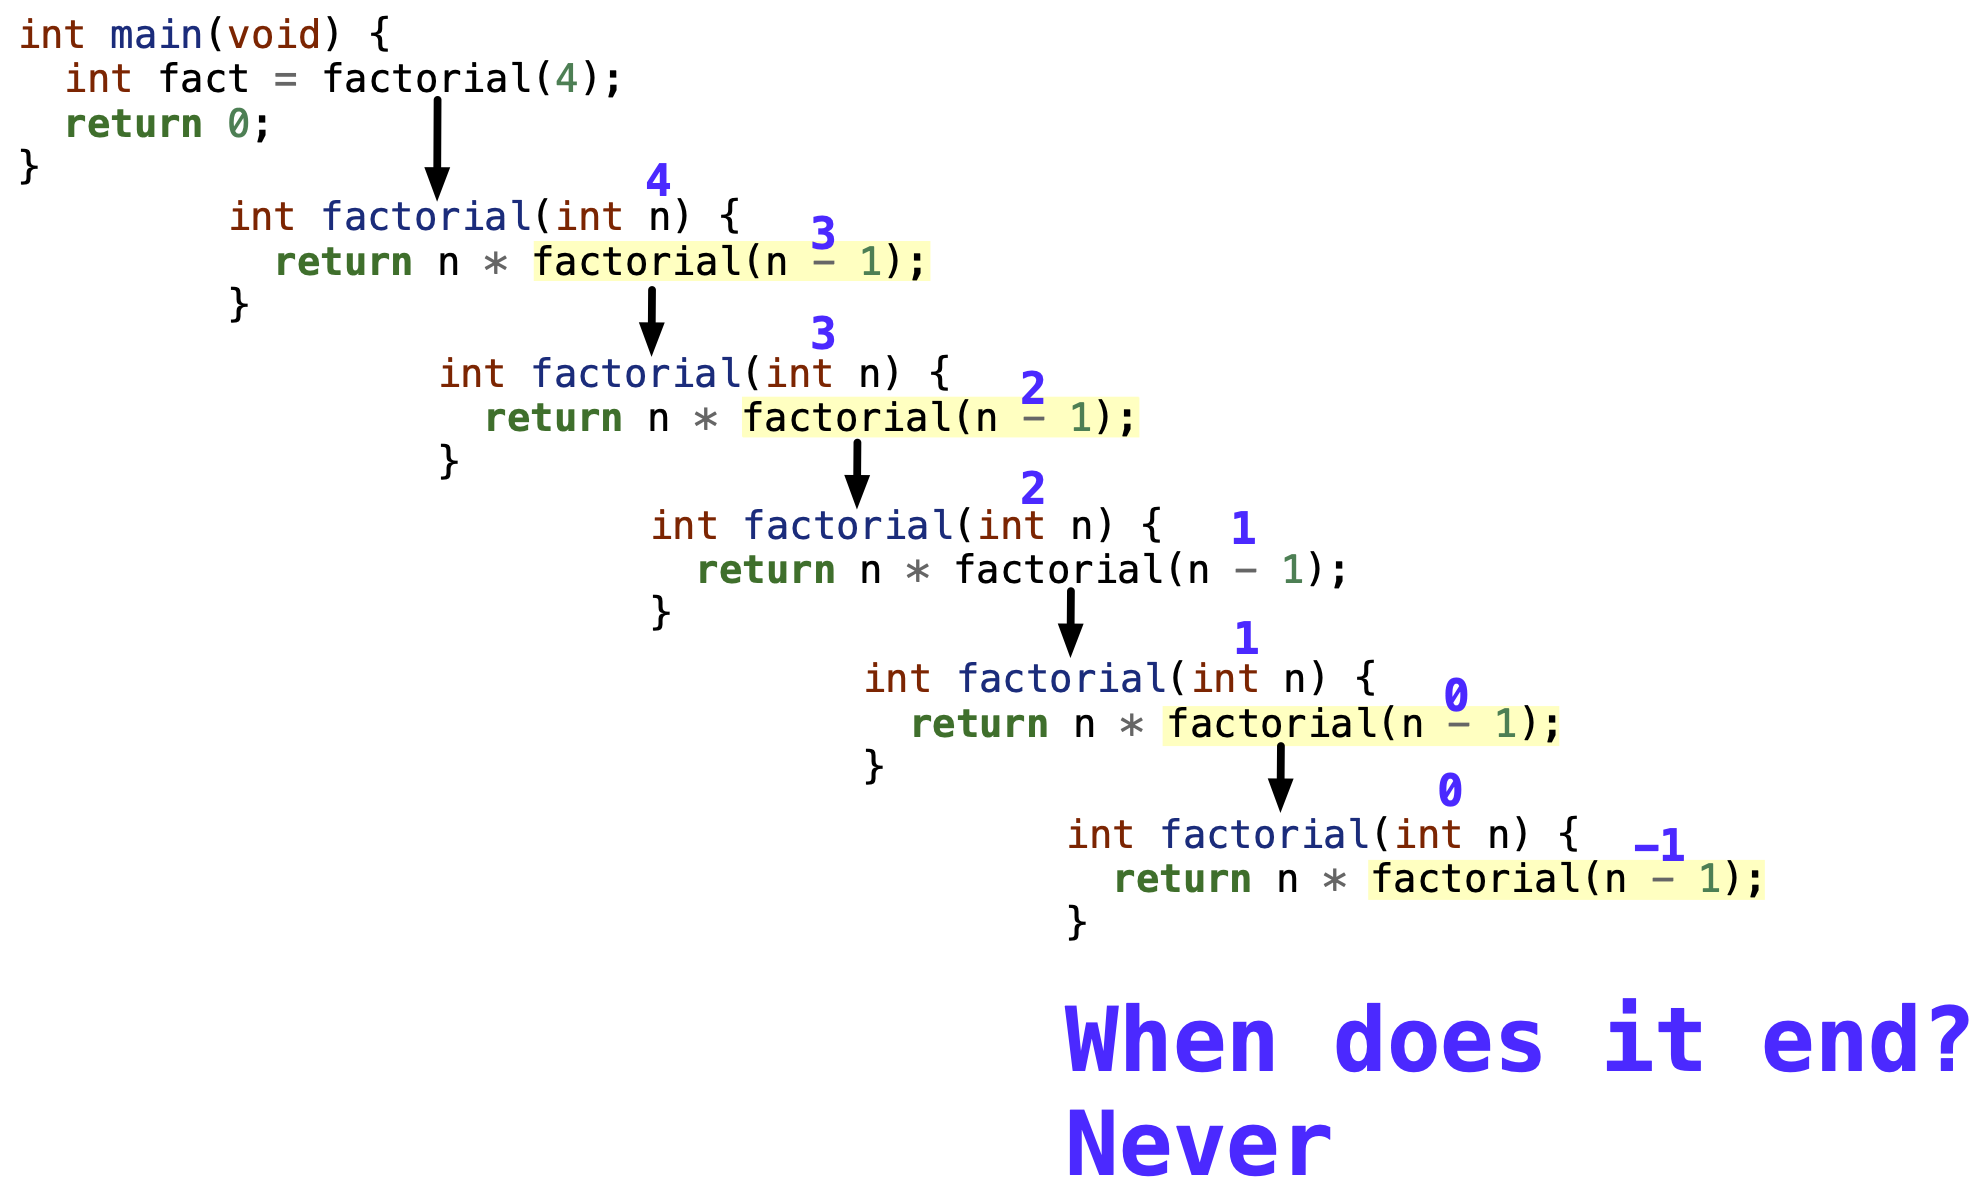 int main(void) {
int fact = factorial(4);
return 0;
}
4
int factorial(int n) {
3
return n * factorial(n - 1);
}
3
int factorial(int n) {
2
return n * factorial(n - 1);
}
2
int factorial(int n) {
1
return n * factorial(n - 1);
}
1
int factorial(int n) {
0
return n * factorial(n - 1);
}
0
int factorial(int n) {
-1
return n * factorial(n - 1);
}
When does it end?
Never